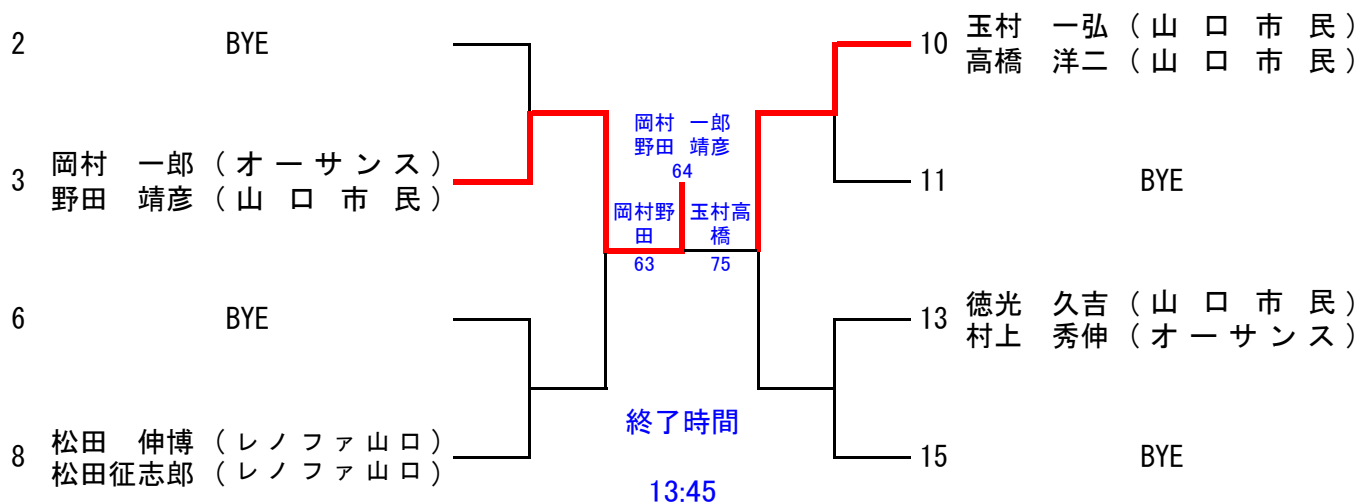 2 BYE
3 岡村 一郎 (オーサンス)
野田 靖彦 (山口市民)
6 BYE
8 松田 伸博 (レノファ山口)
松田征志郎 (レノファ山口)
岡村 一郎
野田 靖彦
64
岡村野
田
63
玉村高
橋
75
終了時間
13:45
10 玉村 一弘 (山口市民)
高橋 洋二 (山口市民)
11 BYE
13 徳光 久吉 (山口市民)
村上 秀伸 (オーサンス)
15 BYE